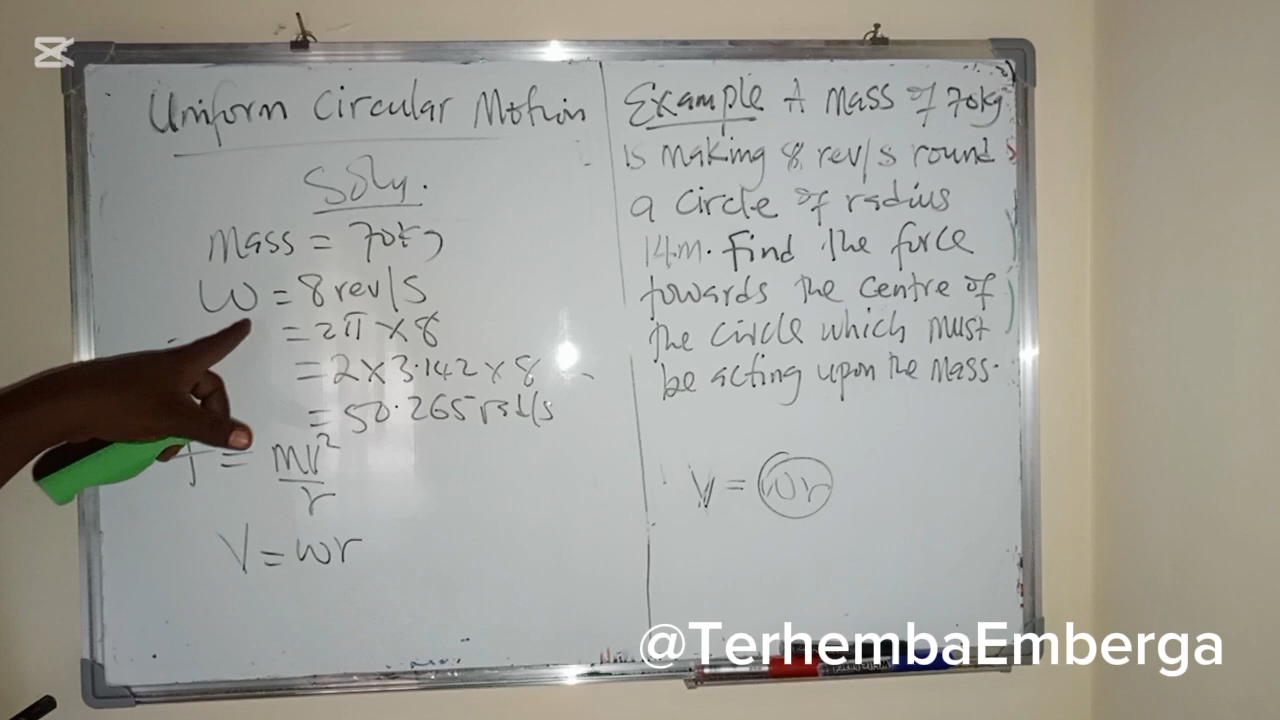 Uniform Circular Motion
Soln.
Mass = 70kg
ω = 8 rev/s
= 2π × 8
= 2 × 3.142 × 8
= 50.265 rad/s
f = mv²/r
V = ωr
Example A Mass of 70kg
is making 8 rev/s round
a circle of radius
14m. Find the force
towards the centre of
the circle which must
be acting upon the Mass.
V = ωr
@TerhembaEmberga